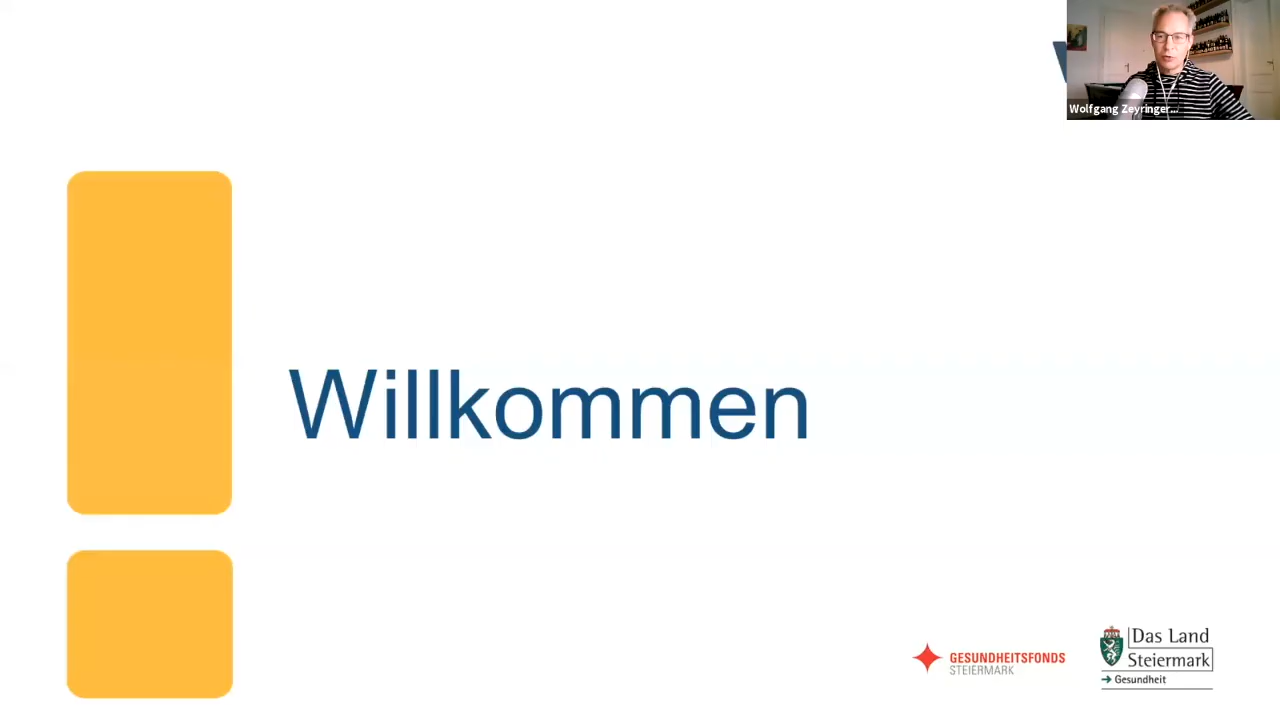 Wolfgang Zeyringer...
Willkommen
GESUNDHEITSFONDS
STEIERMARK
Das Land
Steiermark
→ Gesundheit